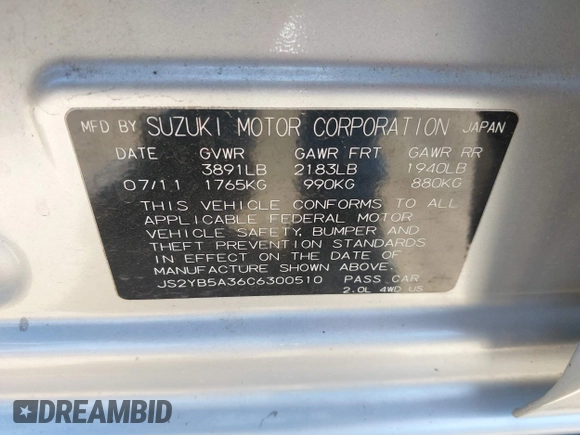 MFD BY SUZUKI MOTOR CORPORATION JAPAN
DATE GVWR GAWR FRT GAWR RR
3891LB 2183LB 1940LB
07/11 1765KG 990KG 880KG
THIS VEHICLE CONFORMS TO ALL
APPLICABLE FEDERAL MOTOR
VEHICLE SAFETY, BUMPER AND
THEFT PREVENTION STANDARDS
IN EFFECT ON THE DATE OF
MANUFACTURE SHOWN ABOVE.
JS2YB5A36C6300510 PASS CAR
2.0L 4WD US
DREAMBID